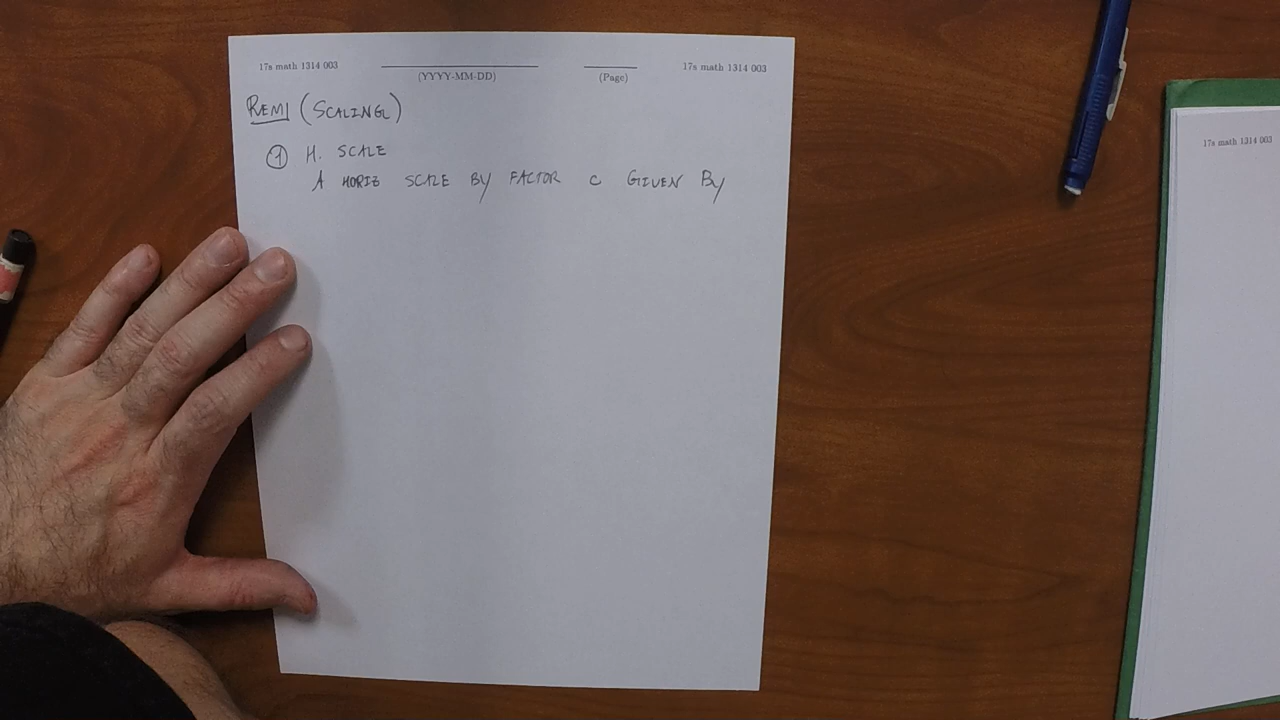 17s math 1314 003 (YYYY-MM-DD) (Page) 17s math 1314 003
REM (SCALING)
① H. SCALE
A HORIZ SCALE BY FACTOR C GIVEN BY
17s math 1314 003